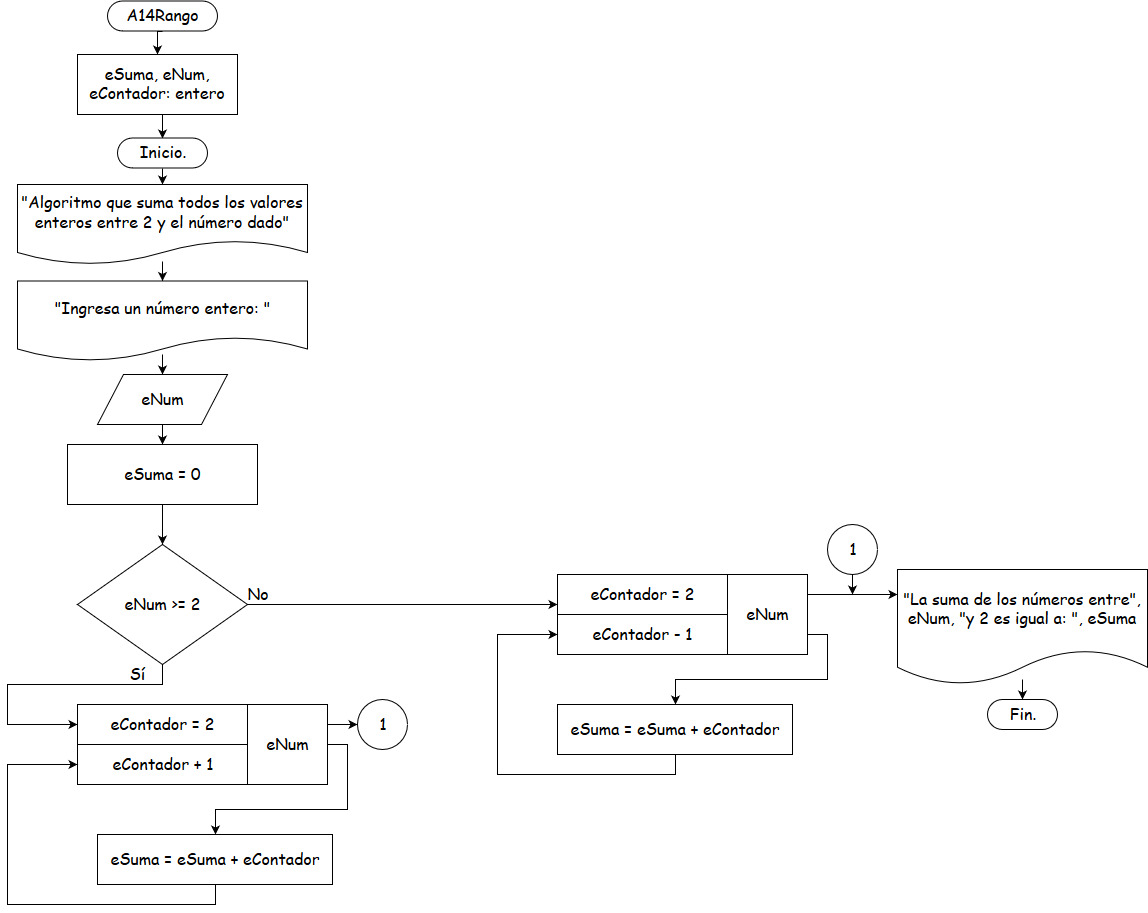 A14Rango
eSuma, eNum,
eContador: entero
Inicio.
"Algoritmo que suma todos los valores
enteros entre 2 y el número dado"
"Ingresa un número entero: "
eNum
eSuma = 0
eNum >= 2
No
Sí
eContador = 2
eContador + 1
eNum
1
eSuma = eSuma + eContador
eContador = 2
eContador - 1
eNum
eSuma = eSuma + eContador
1
"La suma de los números entre",
eNum, "y 2 es igual a: ", eSuma
Fin.